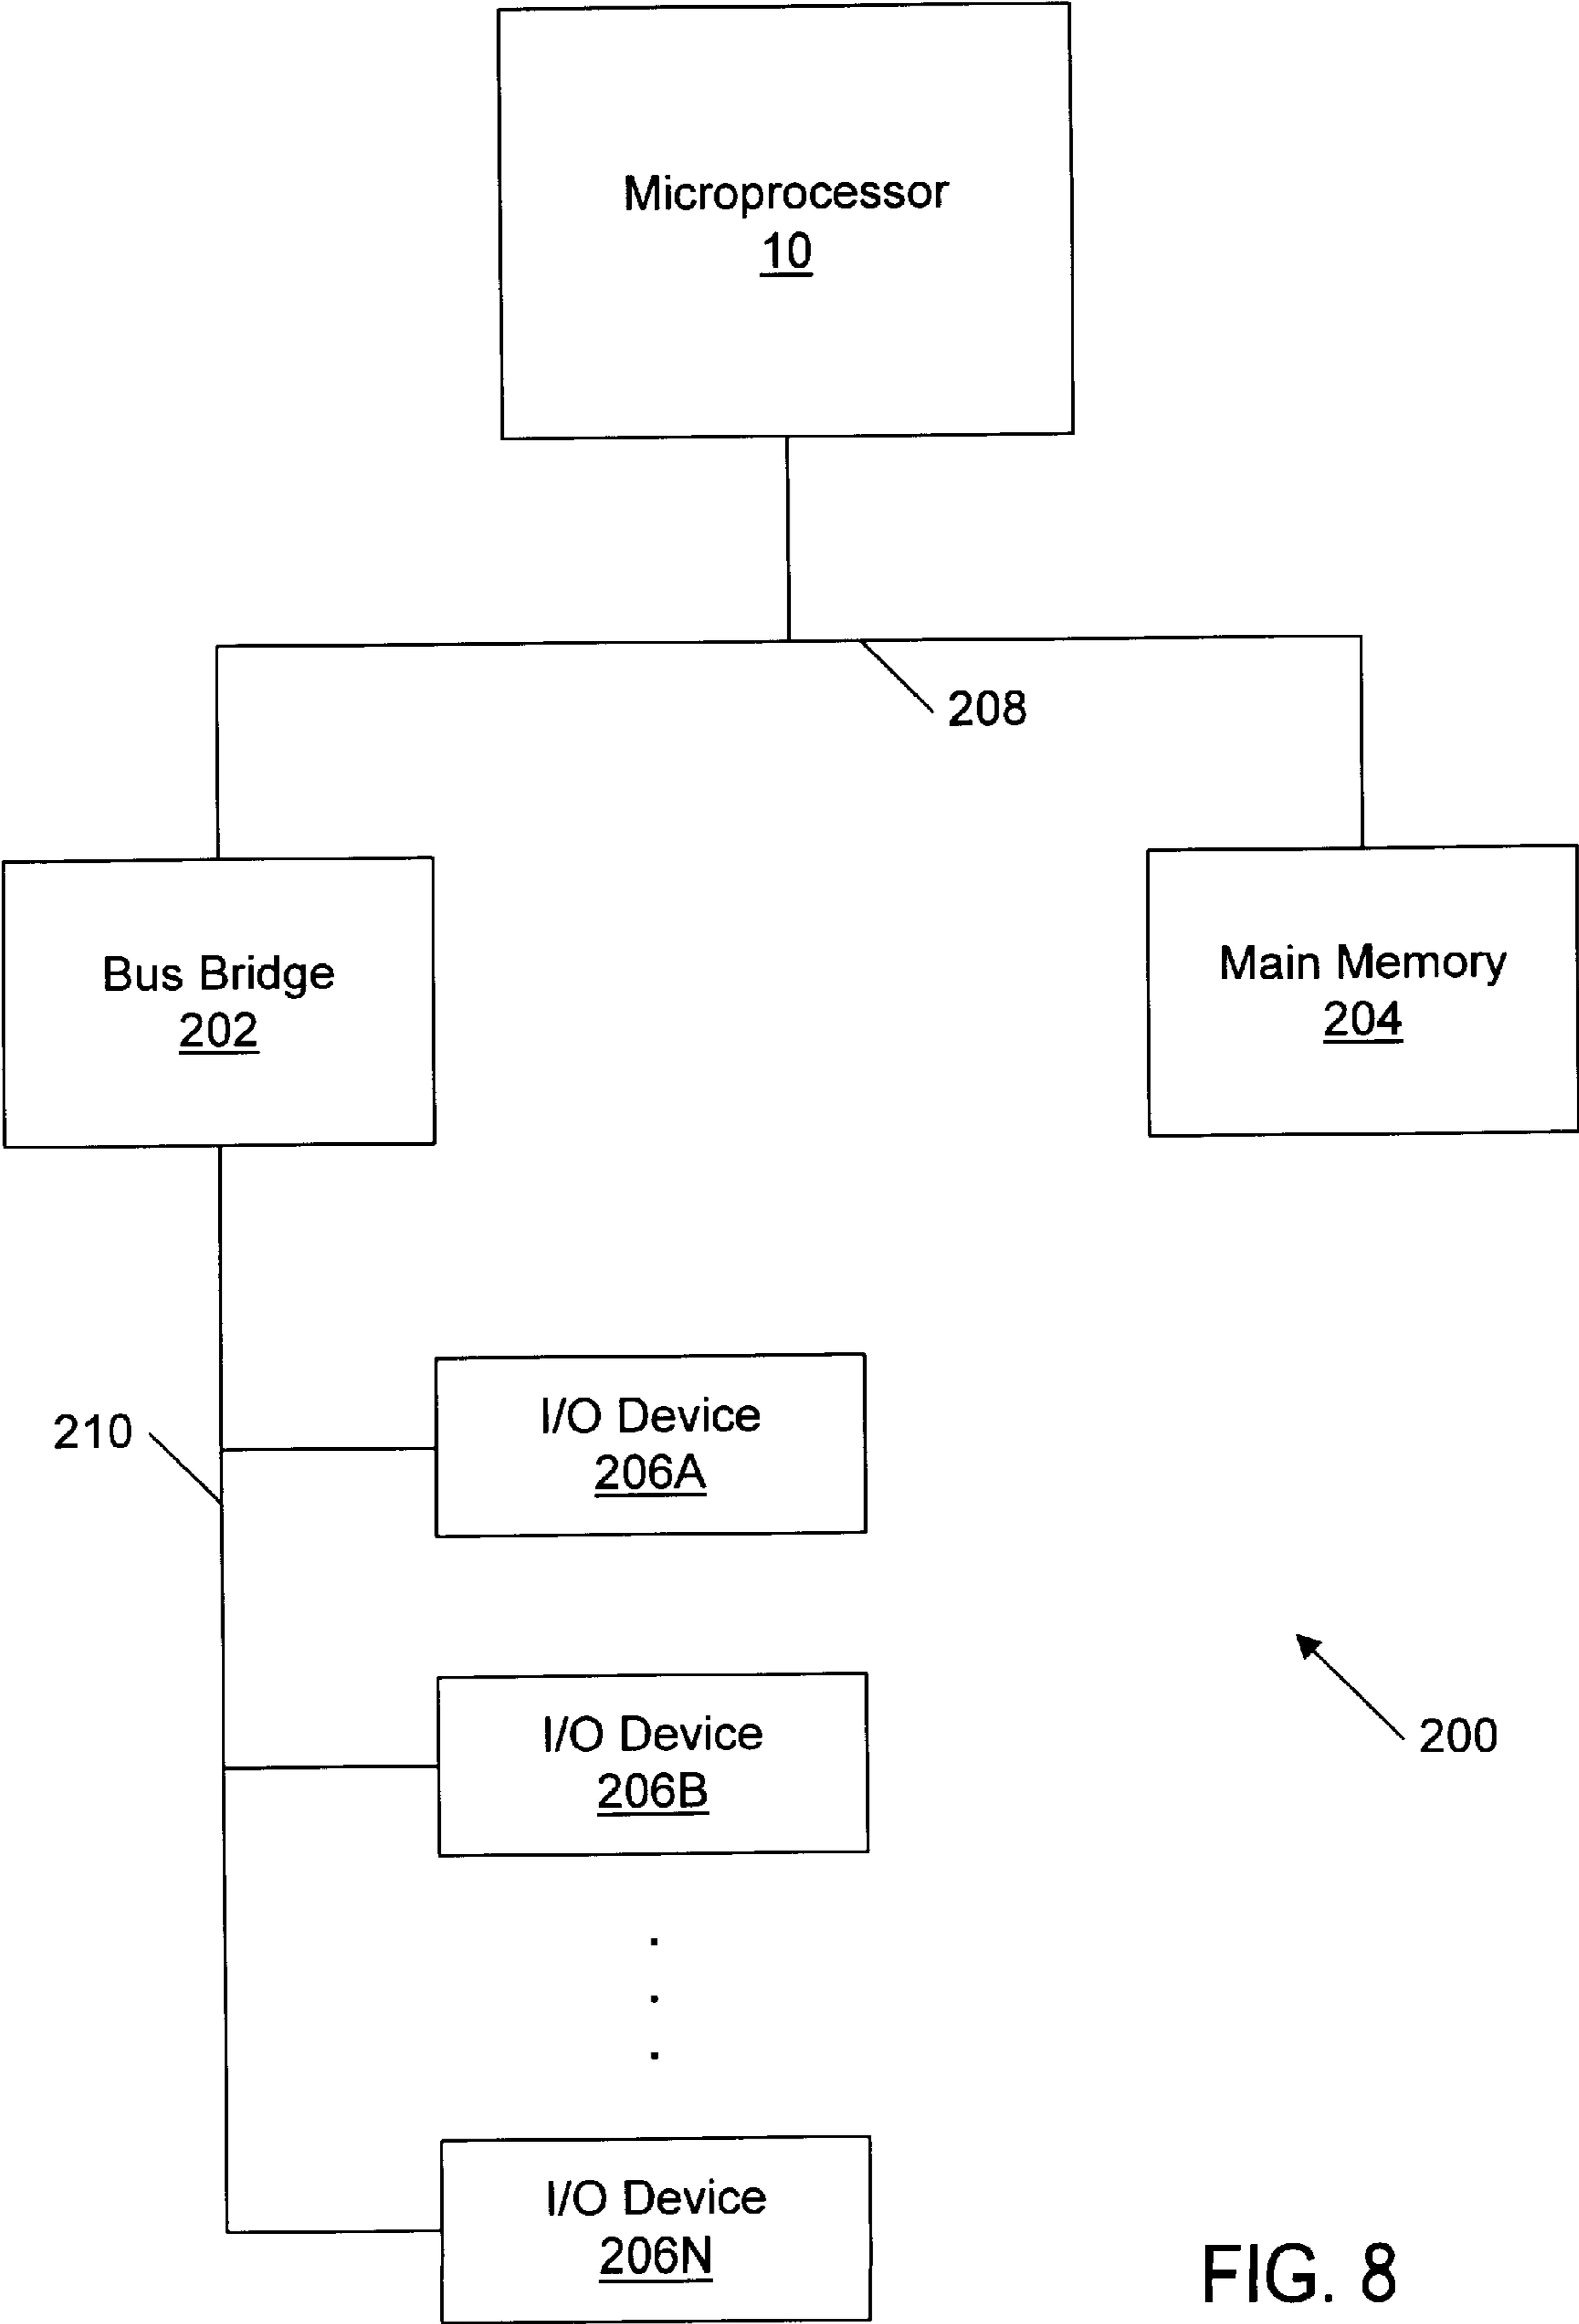 Microprocessor
10
208
Bus Bridge
202
Main Memory
204
I/O Device
206A
210
I/O Device
206B
200
I/O Device
206N
FIG. 8